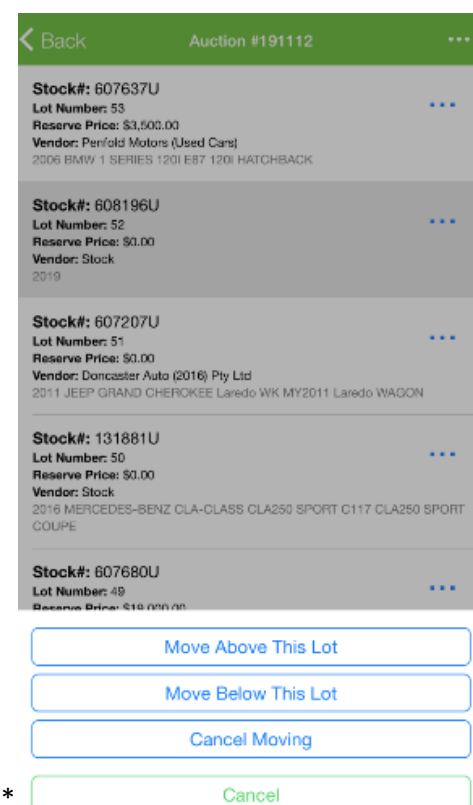 Back
Auction #191112
Stock#: 607637U
Lot Number: 53
Reserve Price: $3,500.00
Vendor: Penfold Motors (Used Cars)
2006 BMW 1 SERIES 120I E87 120I HATCHBACK
Stock#: 608196U
Lot Number: 52
Reserve Price: $0.00
Vendor: Stock
2019
Stock#: 607207U
Lot Number: 51
Reserve Price: $0.00
Vendor: Doncaster Auto (2016) Pty Ltd
2011 JEEP GRAND CHEROKEE Laredo WK MY2011 Laredo WAGON
Stock#: 131881U
Lot Number: 50
Reserve Price: $0.00
Vendor: Stock
2016 MERCEDES-BENZ CLA-CLASS CLA250 SPORT C117 CLA250 SPORT
COUPE
Stock#: 607680U
Lot Number: 49
Reserve Price: $19,000.00
Move Above This Lot
Move Below This Lot
Cancel Moving
* Cancel